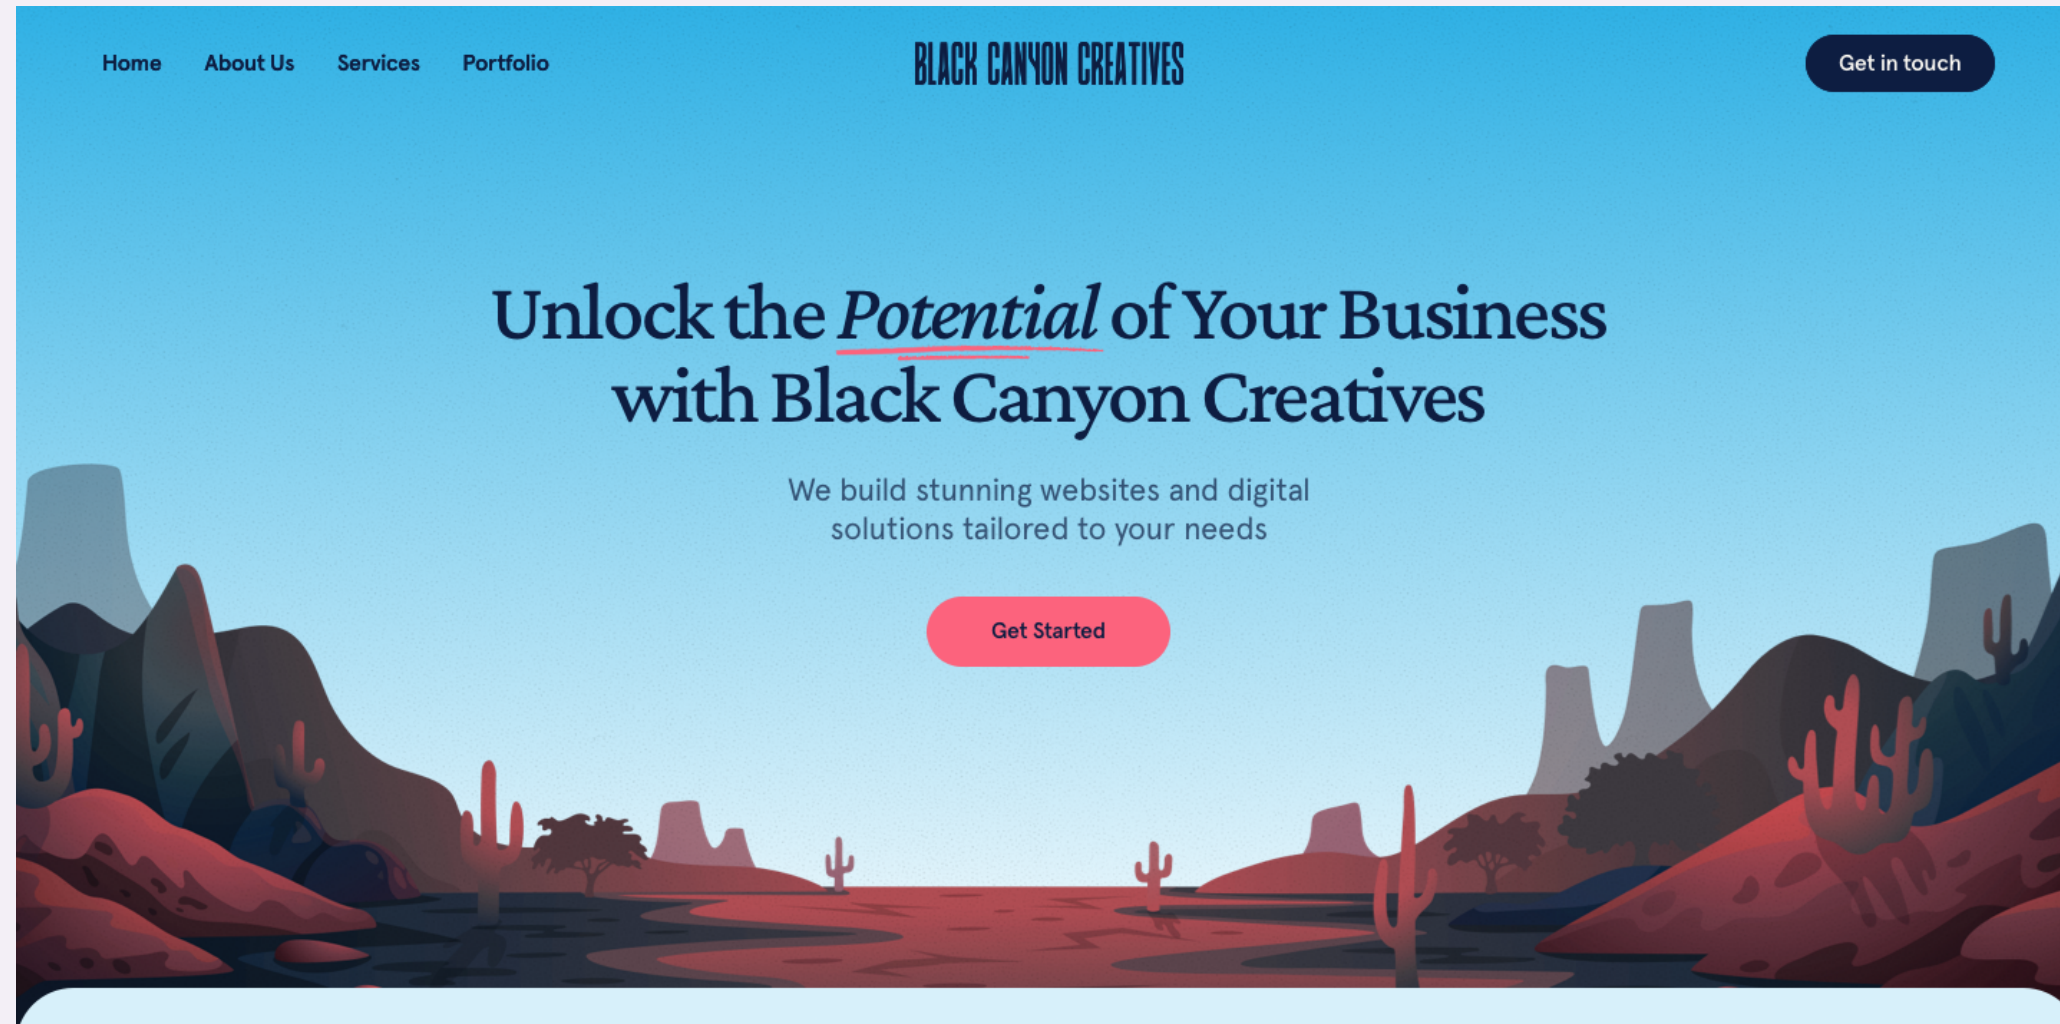 Home About Us Services Portfolio
BLACK CANYON CREATIVES
Get in touch
Unlock the Potential of Your Business
with Black Canyon Creatives
We build stunning websites and digital
solutions tailored to your needs
Get Started